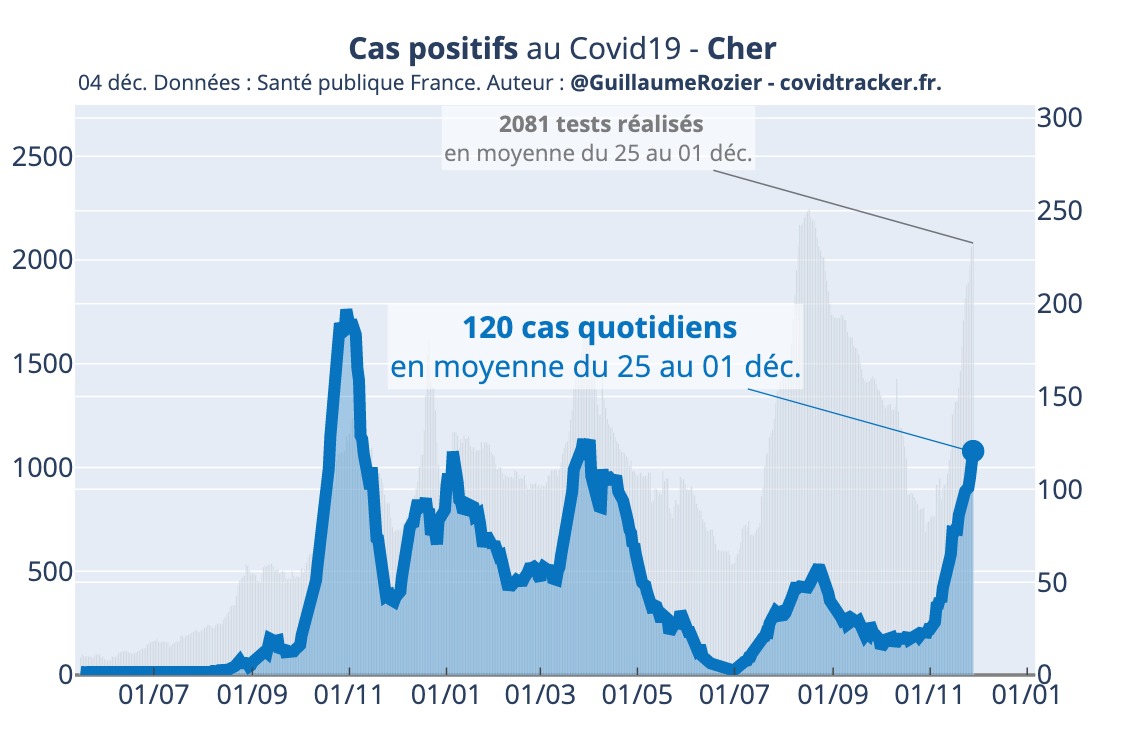 Cas positifs au Covid19 - Cher
04 déc. Données : Santé publique France. Auteur : @GuillaumeRozier - covidtracker.fr.
2081 tests réalisés
en moyenne du 25 au 01 déc.
120 cas quotidiens
en moyenne du 25 au 01 déc.
2500
2000
1500
1000
500
0
300
250
200
150
100
50
0
01/07 01/09 01/11 01/01 01/03 01/05 01/07 01/09 01/11 01/01